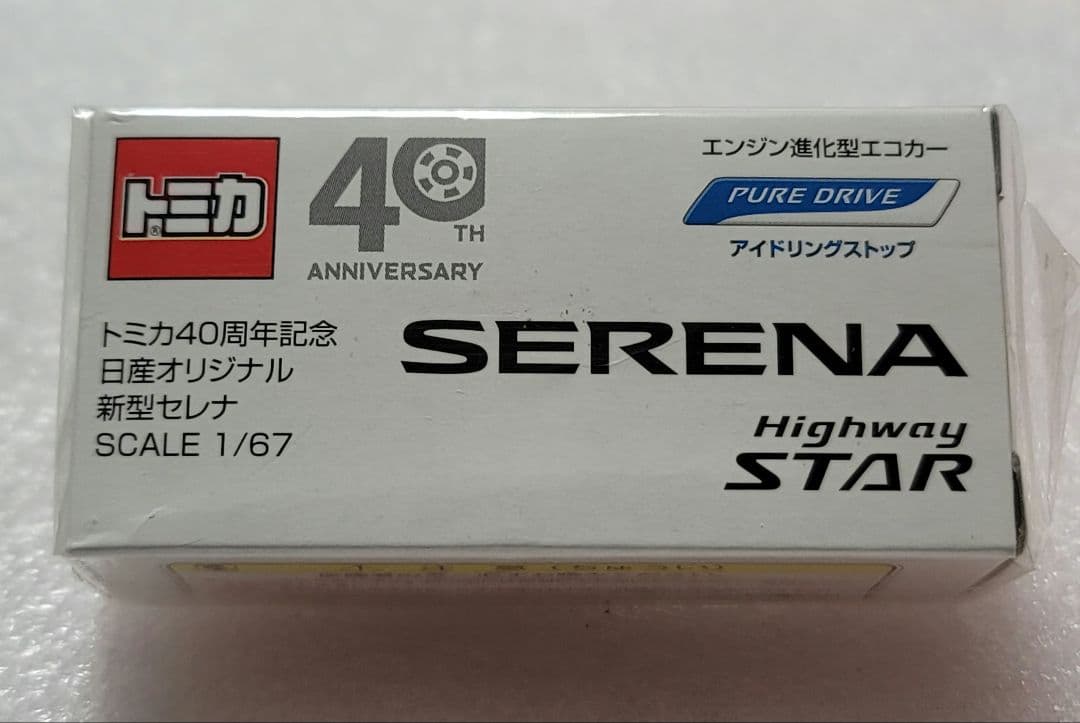 トミカ®
40
TH
ANNIVERSARY
エンジン進化型エコカー
PURE DRIVE
アイドリングストップ
トミカ40周年記念
日産オリジナル
新型セレナ
SCALE 1/67
SERENA
Highway
STAR